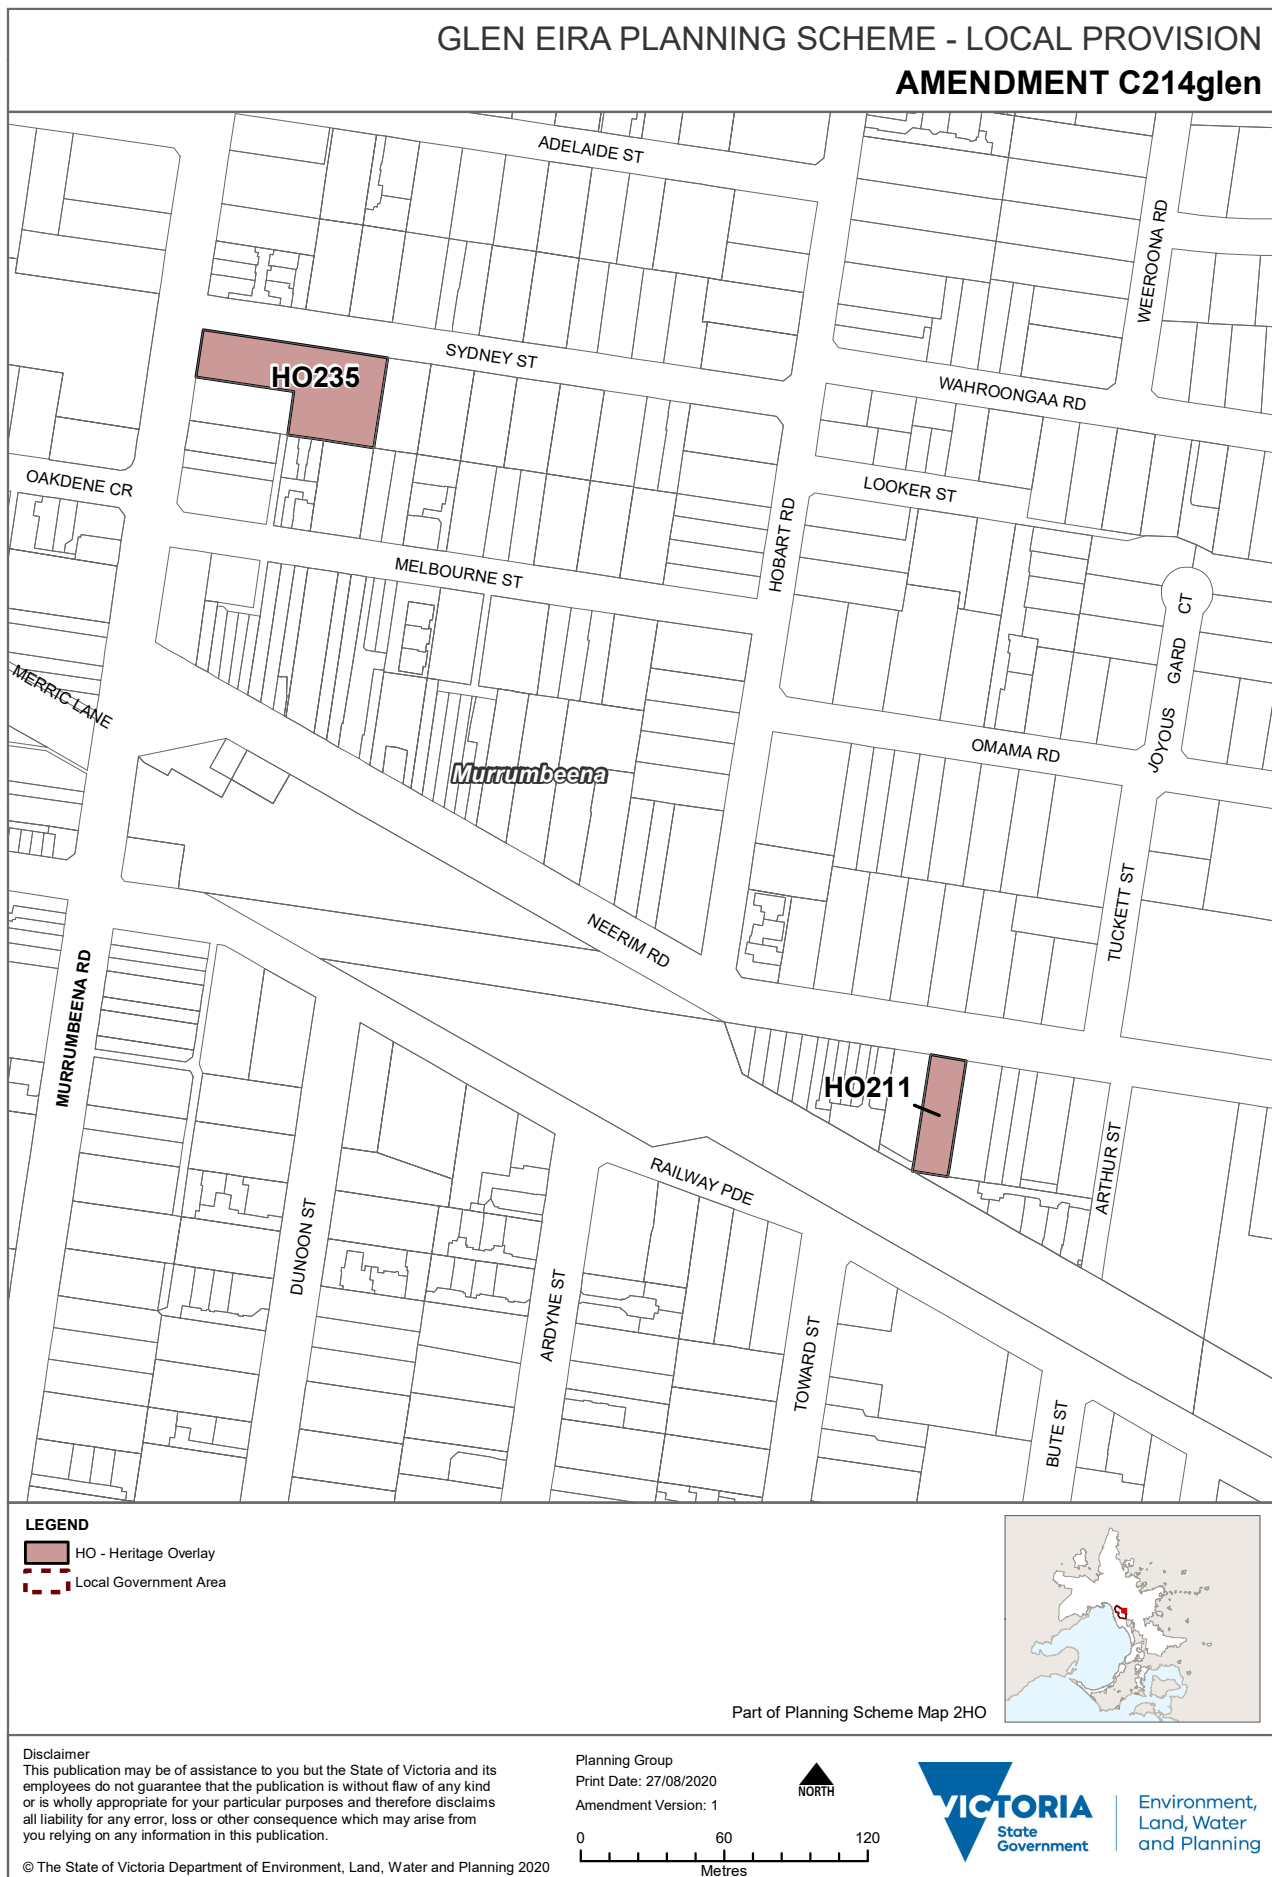 GLEN EIRA PLANNING SCHEME - LOCAL PROVISION
AMENDMENT C214glen
ADELAIDE ST
WEEROONA RD
SYDNEY ST
HO235
WAHROONGAA RD
OAKDENE CR
LOOKER ST
HOBART RD
MELBOURNE ST
JOYOUS GARD CT
MERRIC LANE
OMAMA RD
Murrumbeena
TUCKETT ST
NEERIM RD
MURRUMBEENA RD
HO211
ARTHUR ST
RAILWAY PDE
DUNOON ST
ARDYNE ST
TOWARD ST
BUTE ST
LEGEND
HO - Heritage Overlay
Local Government Area
Part of Planning Scheme Map 2HO
Disclaimer
This publication may be of assistance to you but the State of Victoria and its
employees do not guarantee that the publication is without flaw of any kind
or is wholly appropriate for your particular purposes and therefore disclaims
all liability for any error, loss or other consequence which may arise from
you relying on any information in this publication.
© The State of Victoria Department of Environment, Land, Water and Planning 2020
Planning Group
Print Date: 27/08/2020
Amendment Version: 1
NORTH
0 60 120
Metres
VICTORIA
State
Government
Environment,
Land, Water
and Planning